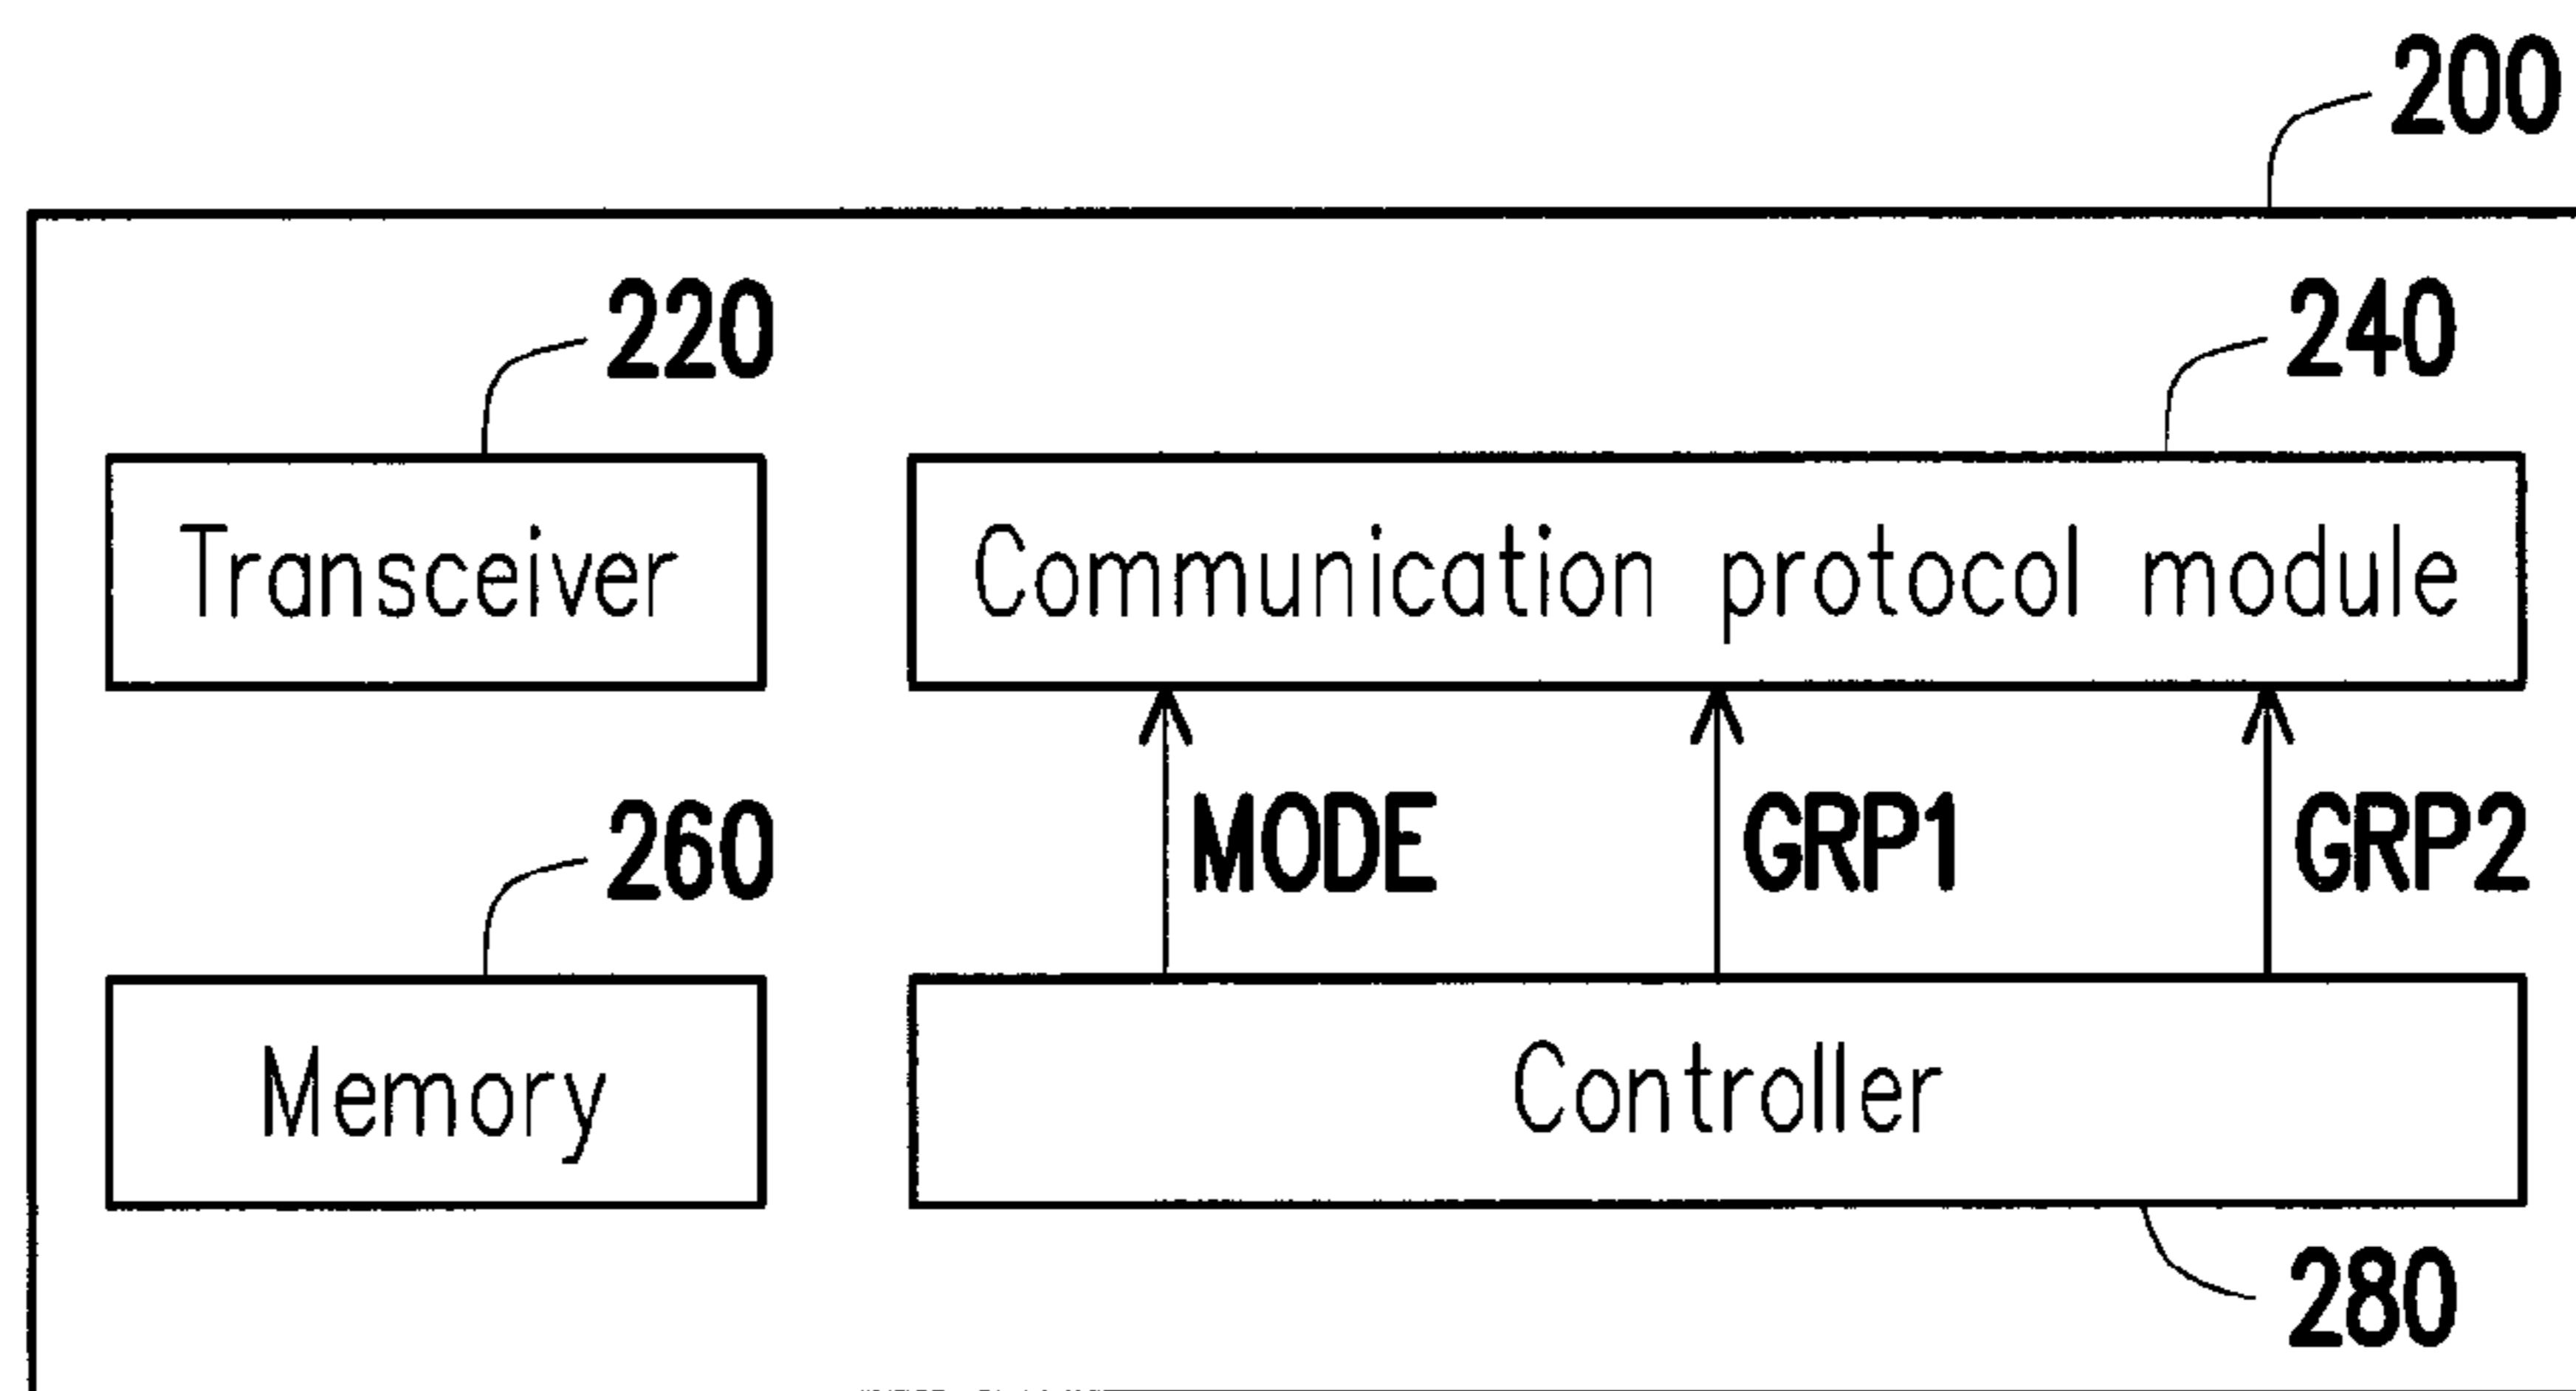 200
220
240
Transceiver
Communication protocol module
MODE
GRP1
GRP2
260
Memory
Controller
280